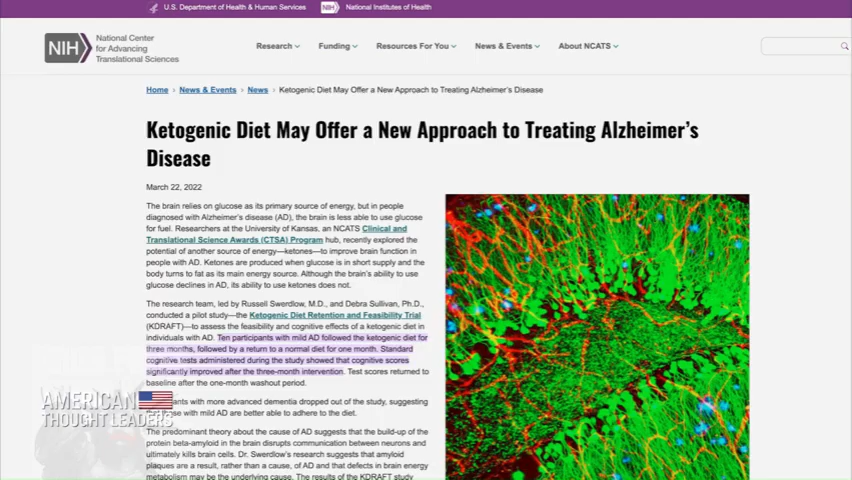 U.S. Department of Health & Human Services
NIH
National Institutes of Health
NIH
National Center
for Advancing
Translational Sciences
Research
Funding
Resources For You
News & Events
About NCATS
Home › News & Events › News › Ketogenic Diet May Offer a New Approach to Treating Alzheimer's Disease
Ketogenic Diet May Offer a New Approach to Treating Alzheimer's
Disease
March 22, 2022
The brain relies on glucose as its primary source of energy, but in people
diagnosed with Alzheimer's disease (AD), the brain is less able to use glucose
for fuel. Researchers at the University of Kansas, an NCATS Clinical and
Translational Science Awards (CTSA) Program hub, recently explored the
potential of another source of energy—ketones—to improve brain function in
people with AD. Ketones are produced when glucose is in short supply and the
body turns to fat as its main energy source. Although the brain's ability to use
glucose declines in AD, its ability to use ketones does not.
The research team, led by Russell Swerdlow, M.D., and Debra Sullivan, Ph.D.,
conducted a pilot study—the Ketogenic Diet Retention and Feasibility Trial
(KDRAFT)—to assess the feasibility and cognitive effects of a ketogenic diet in
individuals with AD. Ten participants with mild AD followed the ketogenic diet for
three months, followed by a return to a normal diet for one month. Standard
cognitive tests administered during the study showed that cognitive scores
significantly improved after the three-month intervention. Test scores returned to
baseline after the one-month washout period.
ants with more advanced dementia dropped out of the study, suggesting
those with mild AD are better able to adhere to the diet.
AMERICAN
THOUGHT LEADERS
The predominant theory about the cause of AD suggests that the build-up of the
protein beta-amyloid in the brain disrupts communication between neurons and
ultimately kills brain cells. Dr. Swerdlow's research suggests that amyloid
plaques are a result, rather than a cause, of AD and that defects in brain energy
metabolism may be the underlying cause. The results of the KDRAFT study